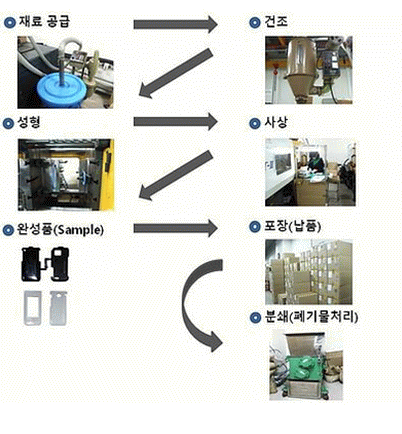 재료 공급
건조
성형
사상
완성품(Sample)
포장(납품)
분쇄(폐기물처리)